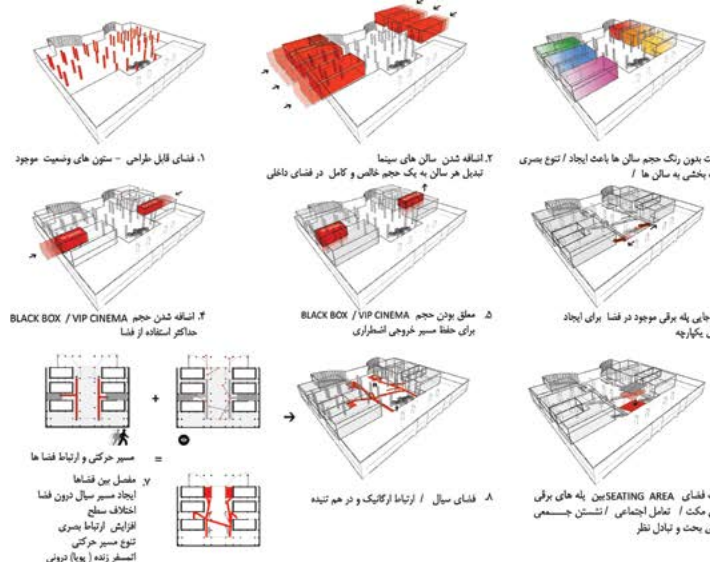 ۱. فضای قابل طراحی - ستون های وضعیت موجود
۲. اضافه شدن سالن های سینما
تبدیل هر سالن به یک حجم خالص و کامل در فضای داخلی
بدون رنگ حجم سالن ها باعث ایجاد / تنوع بصری
بخشی به سالن ها /
۴. اضافه شدن حجم BLACK BOX / VIP CINEMA
حداکثر استفاده از فضا
۵. معلق بودن حجم BLACK BOX / VIP CINEMA
برای حفظ مسیر خروجی اضطراری
جایی پله برقی موجود در فضا برای ایجاد
یکپارچه
+
→
=
مسیر حرکتی و ارتباط فضا ها
۷. مفصل بین فضاها
ایجاد مسیر سیال درون فضا
اختلاف سطح
افزایش ارتباط بصری
تنوع مسیر حرکتی
اتمسفر زنده ( پویا) درونی
۸. فضای سیال / ارتباط ارگانیک و در هم تنیده
فضای SEATING AREA بین پله های برقی
مکث / تعامل اجتماعی / نشستن جـــمعی
بحث و تبادل نظر